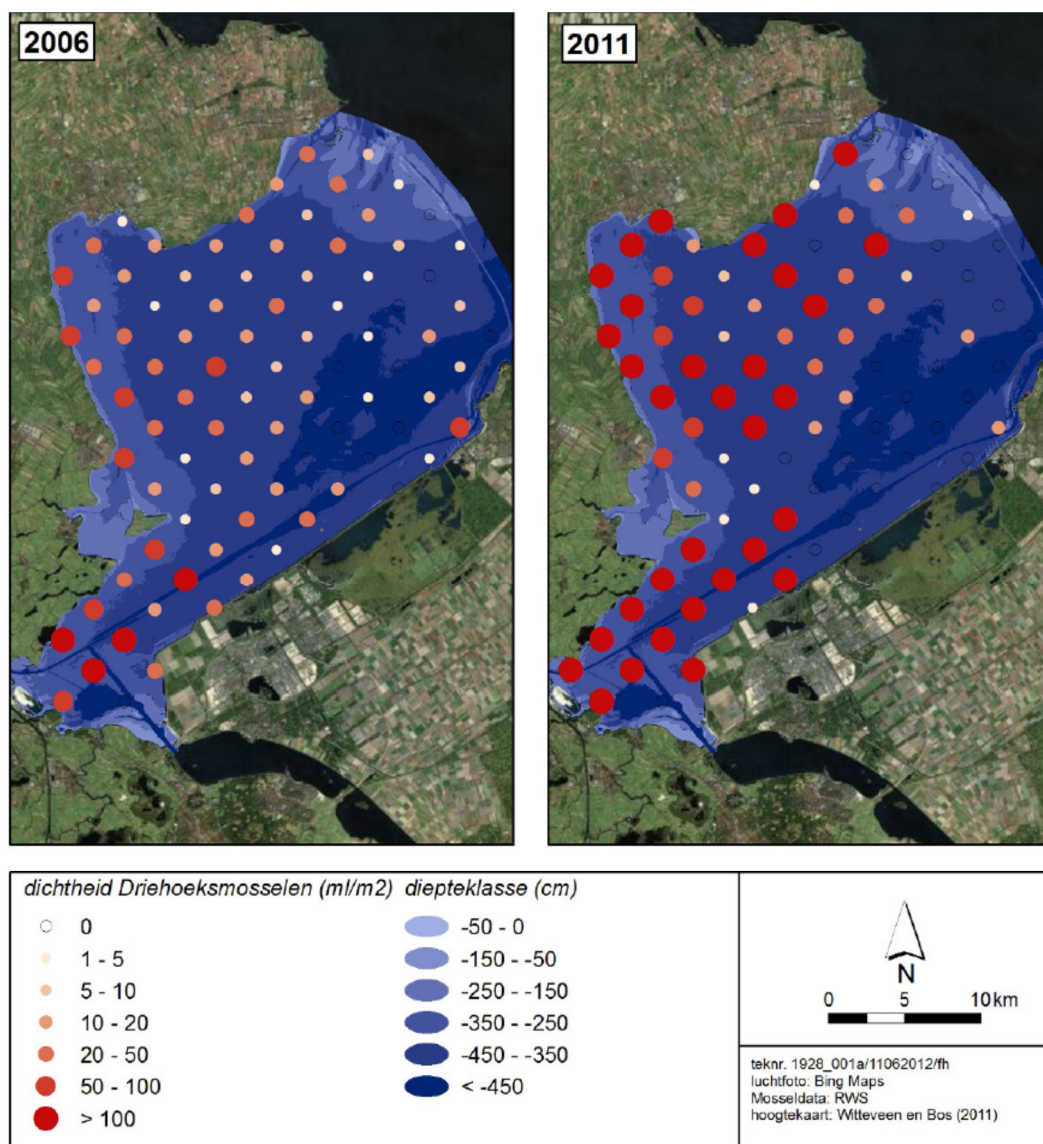 2006
2011
dichtheid Driehoeksmosselen (ml/m2)
0
1 - 5
5 - 10
10 - 20
20 - 50
50 - 100
> 100
diepteklasse (cm)
-50 - 0
-150 - -50
-250 - -150
-350 - -250
-450 - -350
< -450
N
0 5 10 km
teknr. 1928_001a/11062012/fh
luchtfoto: Bing Maps
Mosseldata: RWS
hoogtekaart: Witteveen en Bos (2011)